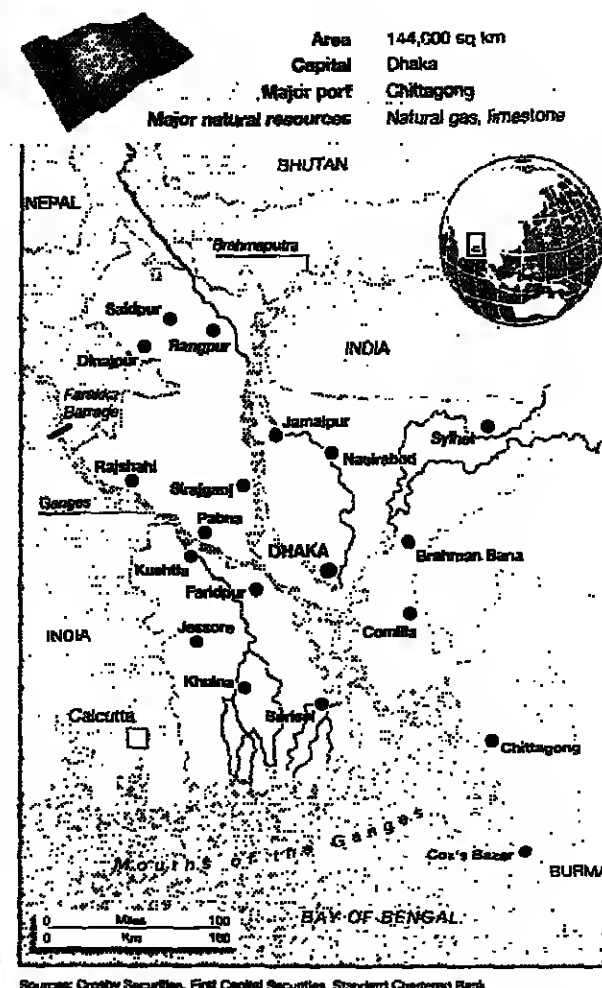 Area 144,000 sq km
Capital Dhaka
Major port Chittagong
Major natural resources Natural gas, limestone
BHUTAN
NEPAL
Brahmaputra
Saidpur
Rangpur
Dinajpur
INDIA
Farakka
Barrage
Jamalpur
Sylhet
Nasirabad
Rajshahi
Sirajganj
Ganges
Pabna
DHAKA
Brahman Baria
Kushtia
Faridpur
INDIA
Comilla
Jessore
Khulna
Barisal
Calcutta
Chittagong
Mouths of the Ganges
Cox's Bazar
BURMA
BAY OF BENGAL
0 Miles 100
0 Km 160
Sources: Crosby Securities, First Capital Securities, Standard Chartered Bank